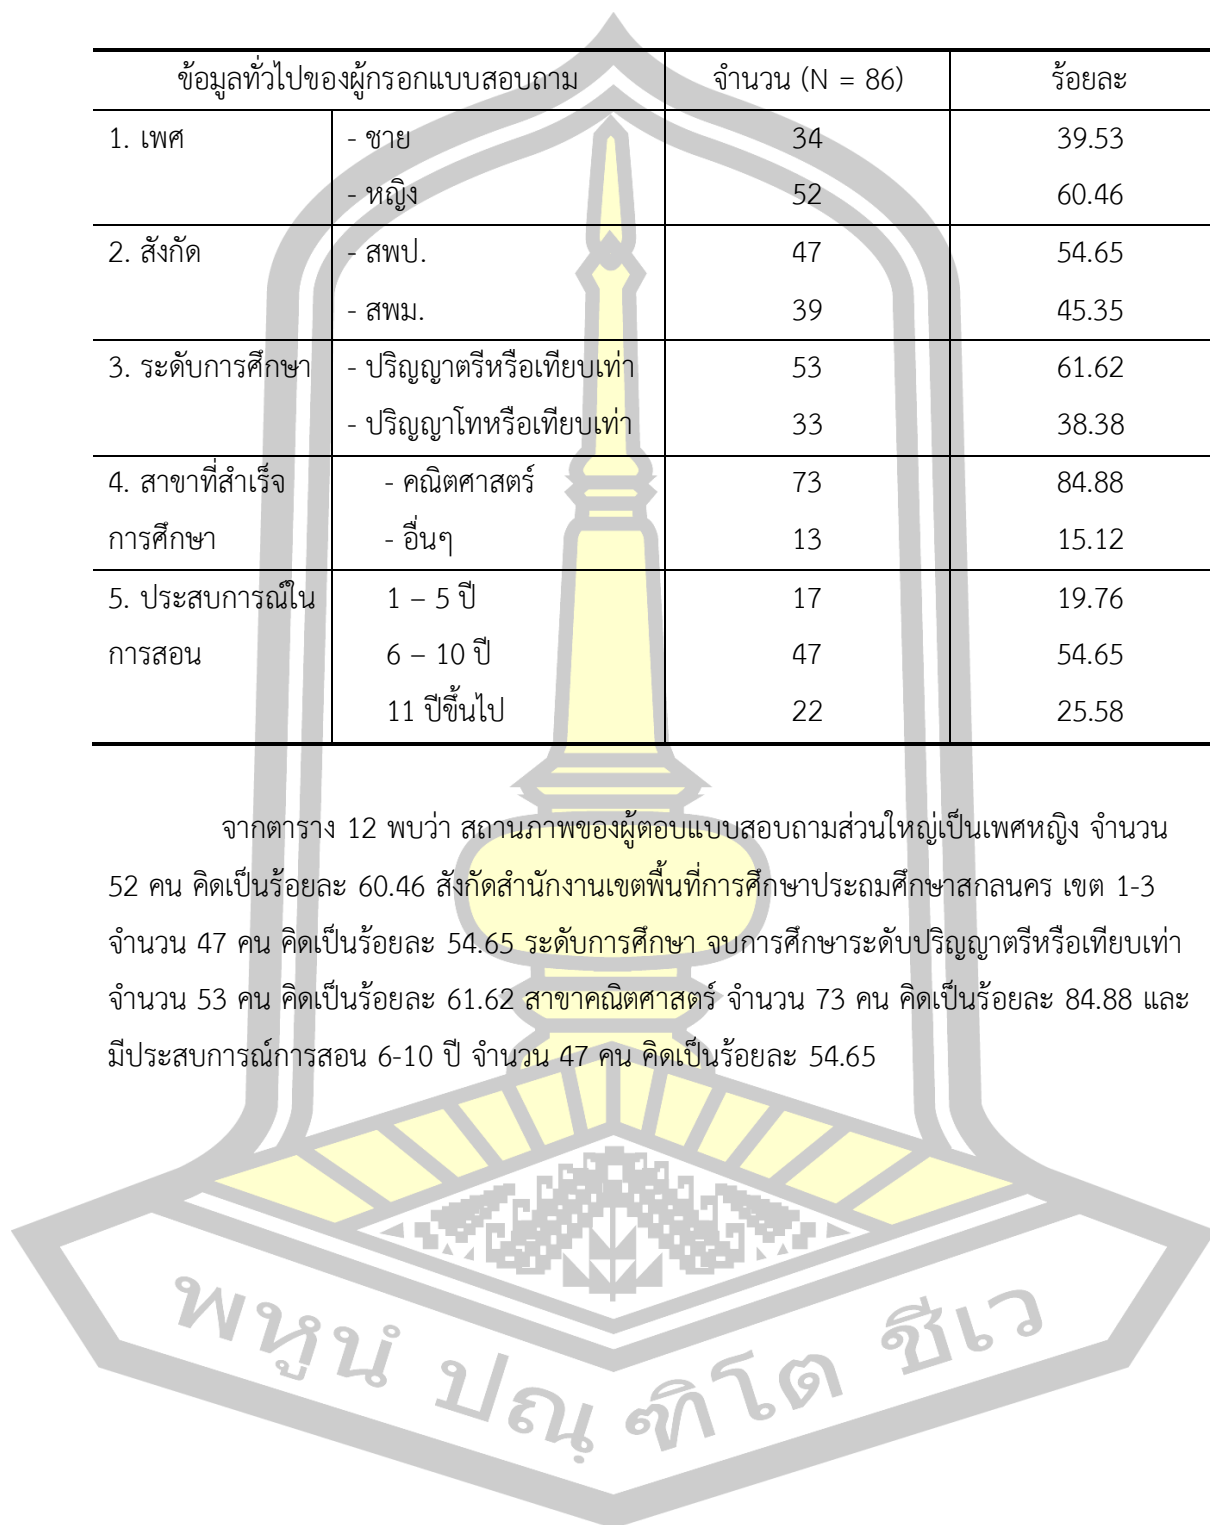 ข้อมูลทั่วไปของผู้กรอกแบบสอบถาม จำนวน (N = 86) ร้อยละ
1. เพศ - ชาย 34 39.53
- หญิง 52 60.46
2. สังกัด - สพป. 47 54.65
- สพม. 39 45.35
3. ระดับการศึกษา - ปริญญาตรีหรือเทียบเท่า 53 61.62
- ปริญญาโทหรือเทียบเท่า 33 38.38
4. สาขาที่สำเร็จ - คณิตศาสตร์ 73 84.88
การศึกษา - อื่นๆ 13 15.12
5. ประสบการณ์ใน 1 – 5 ปี 17 19.76
การสอน 6 – 10 ปี 47 54.65
11 ปีขึ้นไป 22 25.58
จากตาราง 12 พบว่า สถานภาพของผู้ตอบแบบสอบถามส่วนใหญ่เป็นเพศหญิง จำนวน
52 คน คิดเป็นร้อยละ 60.46 สังกัดสำนักงานเขตพื้นที่การศึกษาประถมศึกษาสกลนคร เขต 1-3
จำนวน 47 คน คิดเป็นร้อยละ 54.65 ระดับการศึกษา จบการศึกษาระดับปริญญาตรีหรือเทียบเท่า
จำนวน 53 คน คิดเป็นร้อยละ 61.62 สาขาคณิตศาสตร์ จำนวน 73 คน คิดเป็นร้อยละ 84.88 และ
มีประสบการณ์การสอน 6-10 ปี จำนวน 47 คน คิดเป็นร้อยละ 54.65
พหูนํ ปณฺ ฑิโต ชีเว